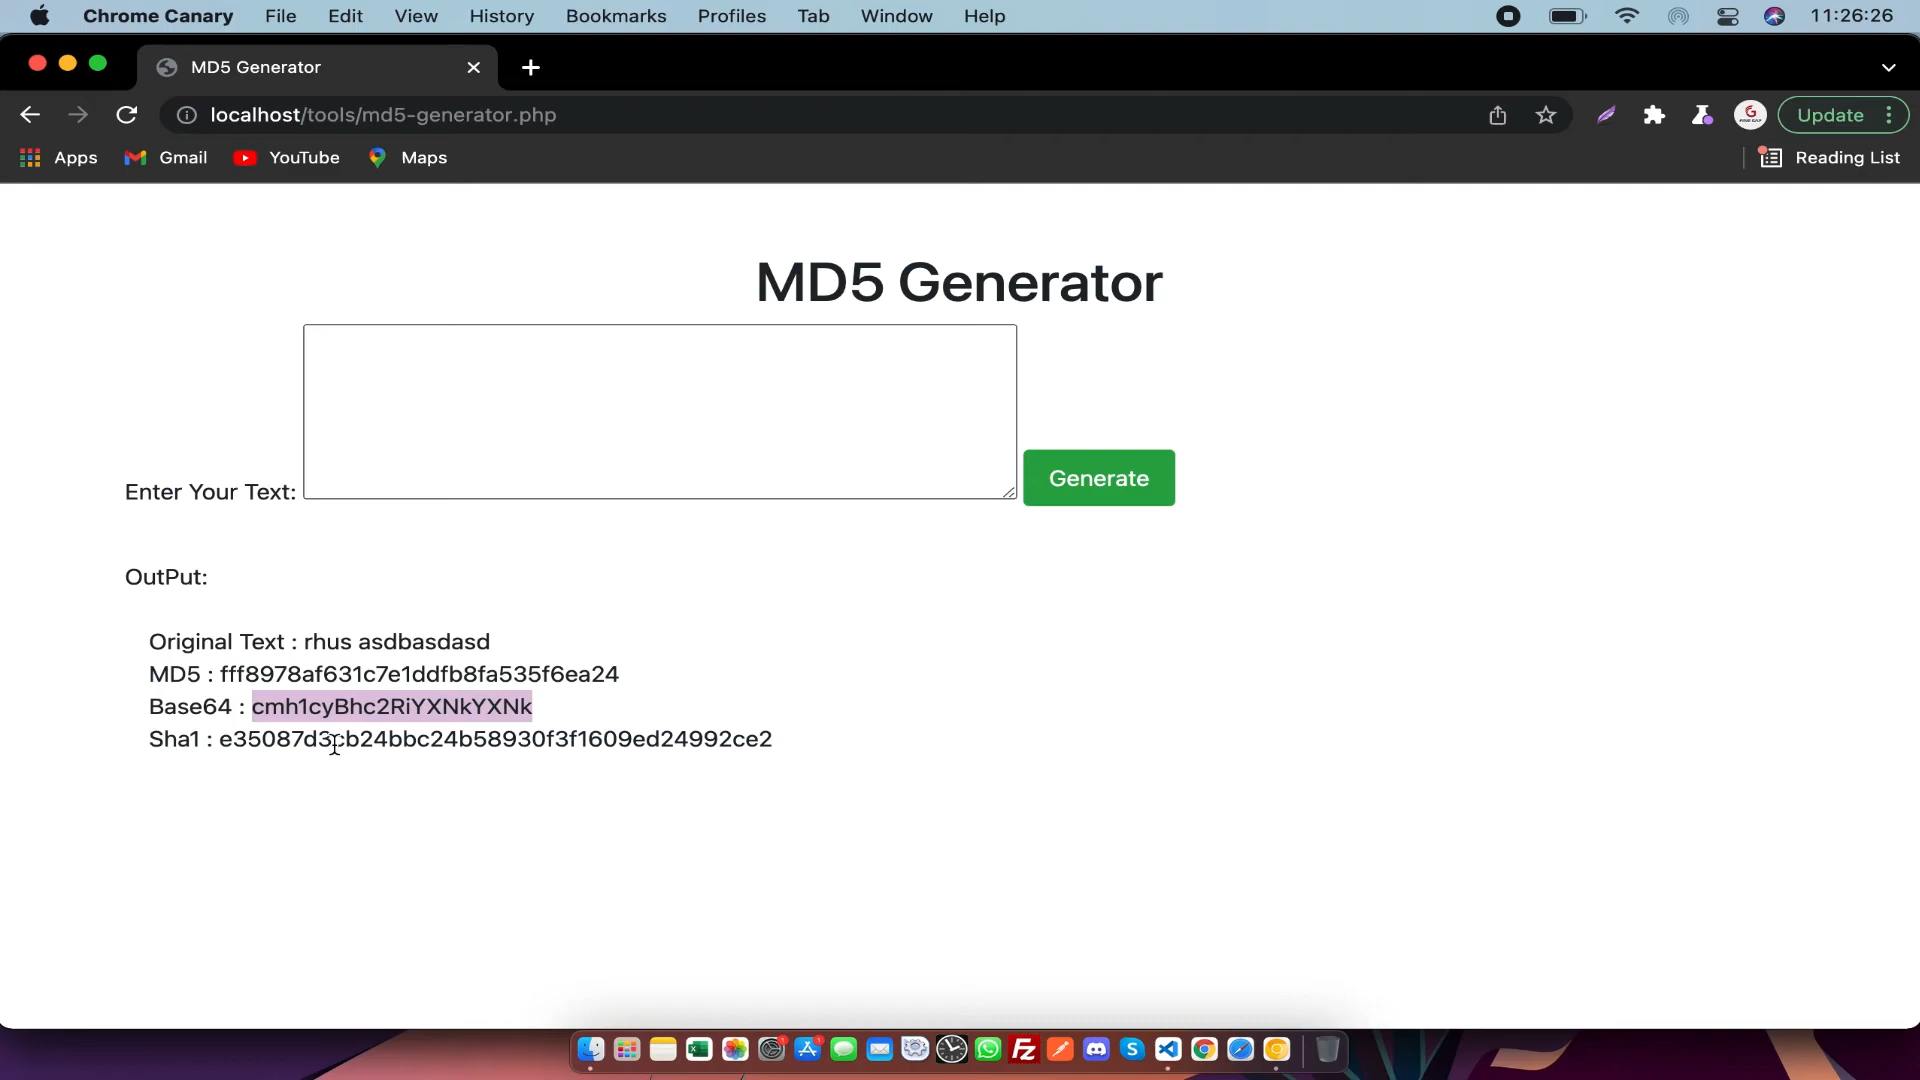 Chrome Canary File Edit View History Bookmarks Profiles Tab Window Help 11:26:26
MD5 Generator
localhost/tools/md5-generator.php Update
Apps Gmail YouTube Maps Reading List
MD5 Generator
Enter Your Text: Generate
OutPut:
Original Text : rhus asdbasdasd
MD5 : fff8978af631c7e1ddfb8fa535f6ea24
Base64 : cmh1cyBhc2RiYXNkYXNk
Sha1 : e35087d3cb24bbc24b58930f3f1609ed24992ce2